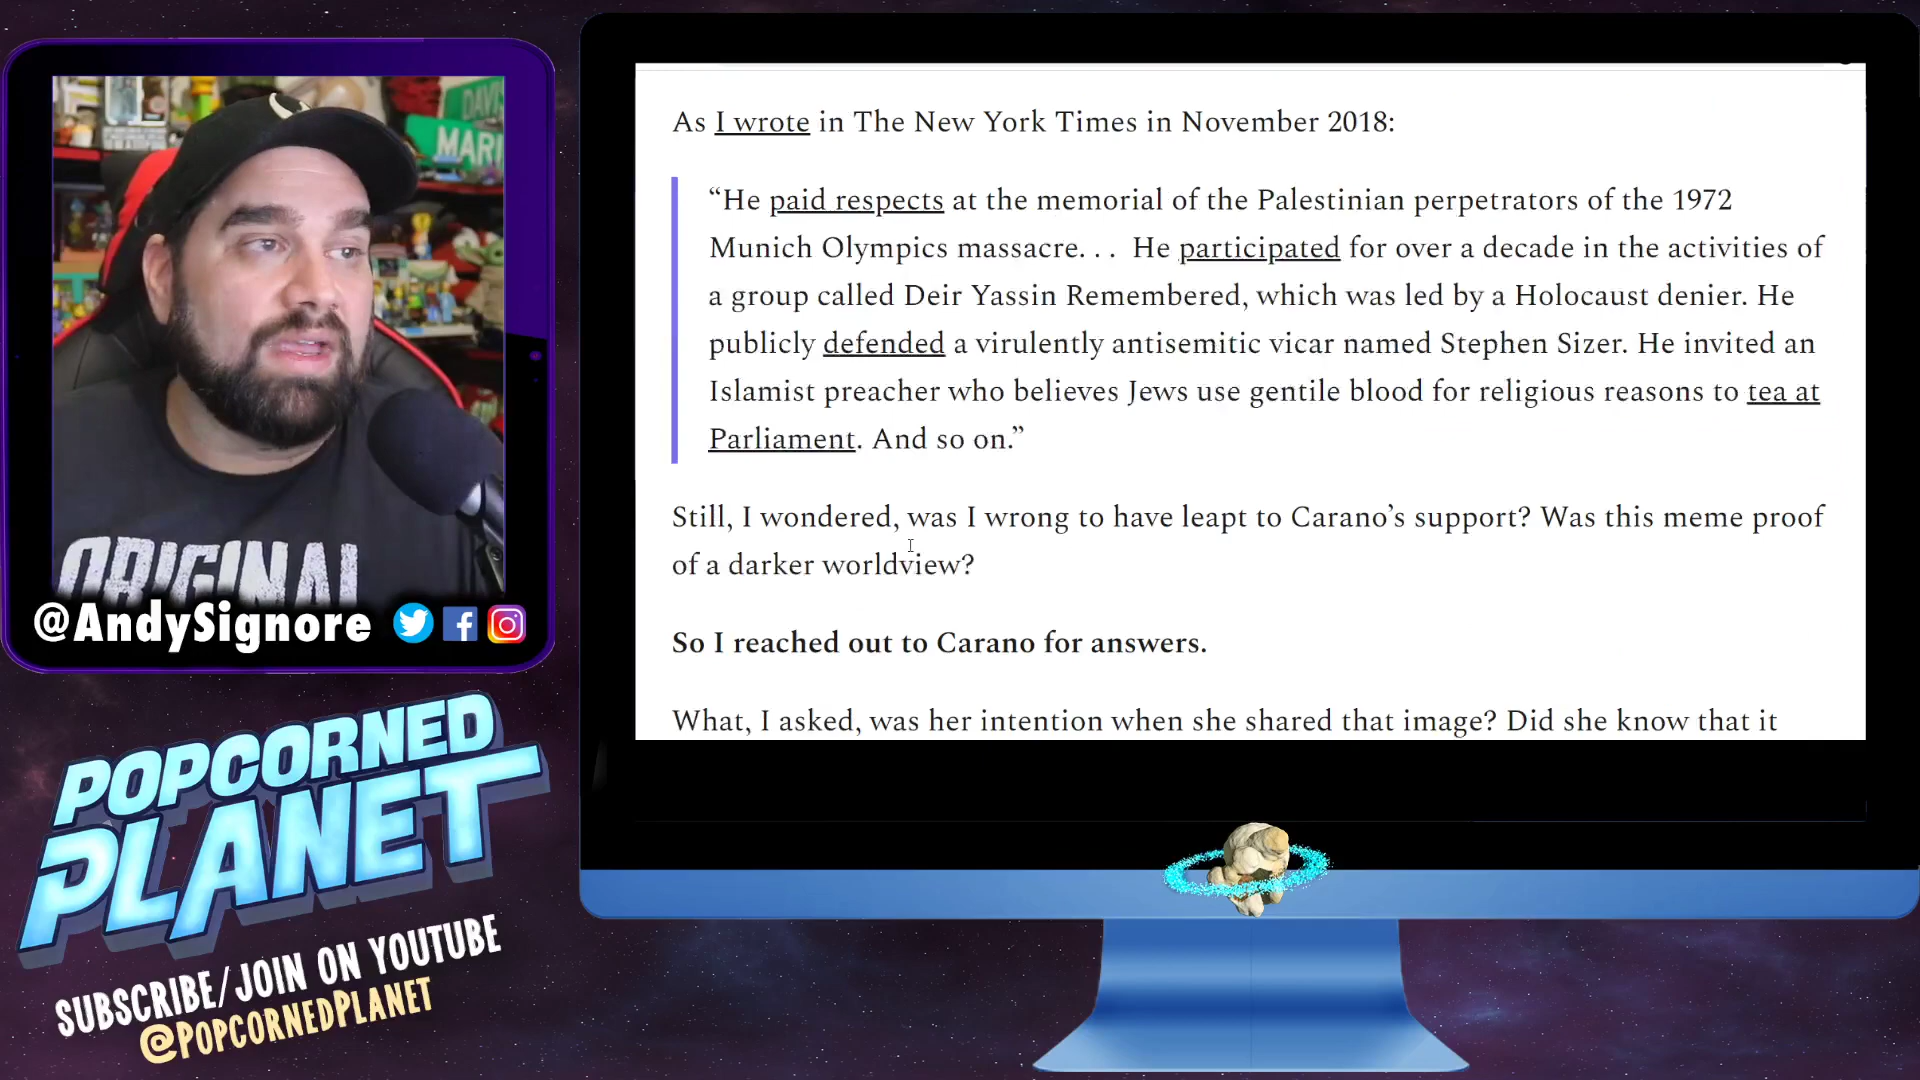 DAVIS
MARI
ORIGINAL
@AndySignore
POPCORNED
PLANET
SUBSCRIBE/JOIN ON YOUTUBE
@POPCORNEDPLANET
As I wrote in The New York Times in November 2018:
“He paid respects at the memorial of the Palestinian perpetrators of the 1972
Munich Olympics massacre. . . He participated for over a decade in the activities of
a group called Deir Yassin Remembered, which was led by a Holocaust denier. He
publicly defended a virulently antisemitic vicar named Stephen Sizer. He invited an
Islamist preacher who believes Jews use gentile blood for religious reasons to tea at
Parliament. And so on.”
Still, I wondered, was I wrong to have leapt to Carano’s support? Was this meme proof
of a darker worldview?
So I reached out to Carano for answers.
What, I asked, was her intention when she shared that image? Did she know that it